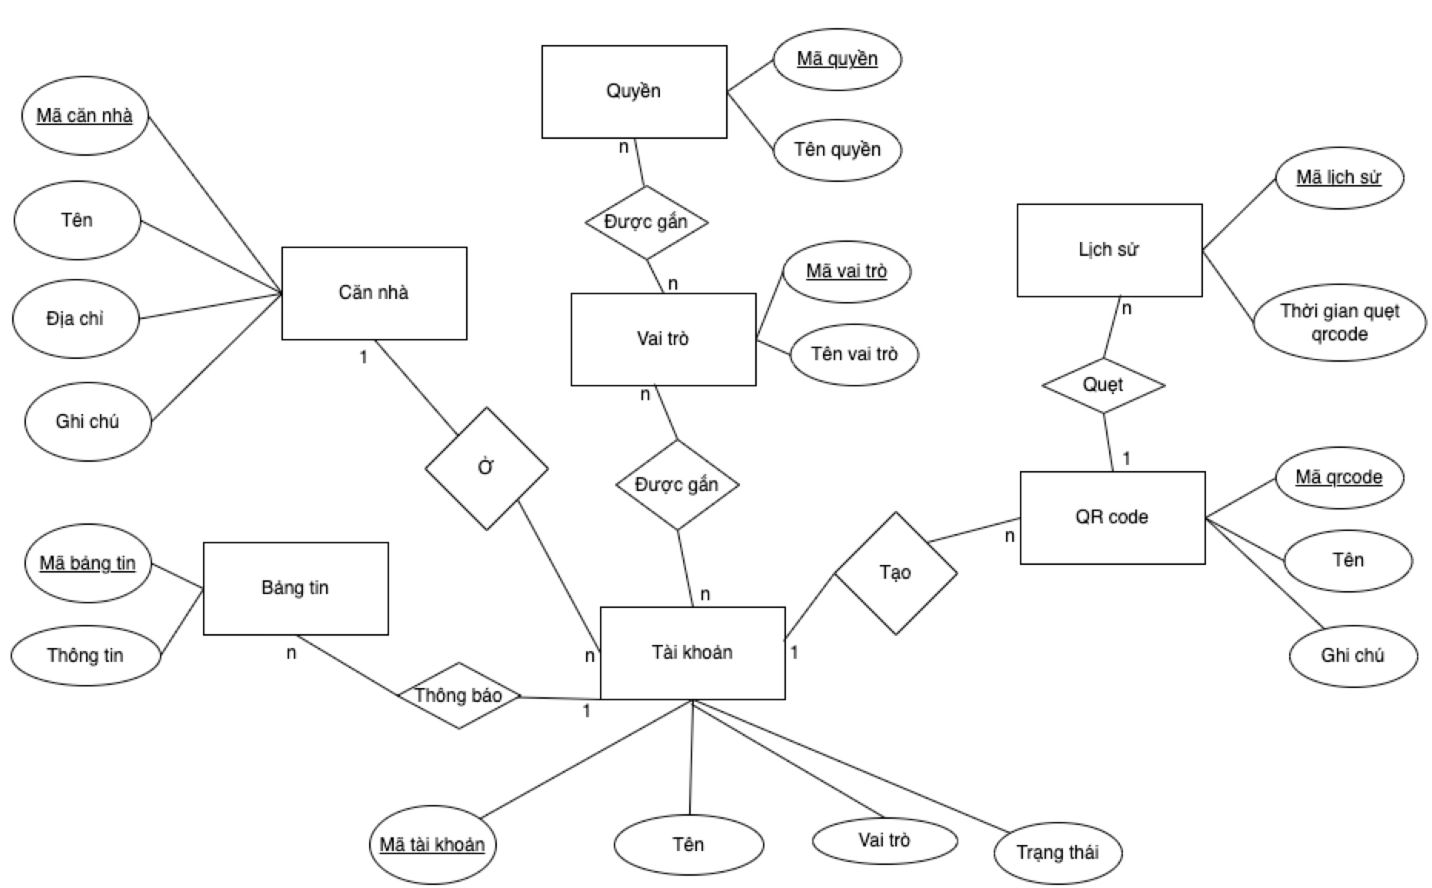 Mã quyền
Quyền
Tên quyền
n
Mã căn nhà
Được gắn
Mã lịch sử
Tên
n
Lịch sử
Mã vai trò
Căn nhà
Vai trò
Tên vai trò
Địa chỉ
n
Thời gian quẹt
qrcode
1
n
Quẹt
Ghi chú
Ở
Được gắn
1
Mã qrcode
QR code
n
Tên
Mã bảng tin
Bảng tin
Tạo
n
Thông tin
n
n
Tài khoản
1
Ghi chú
Thông báo
1
Mã tài khoản
Tên
Vai trò
Trạng thái